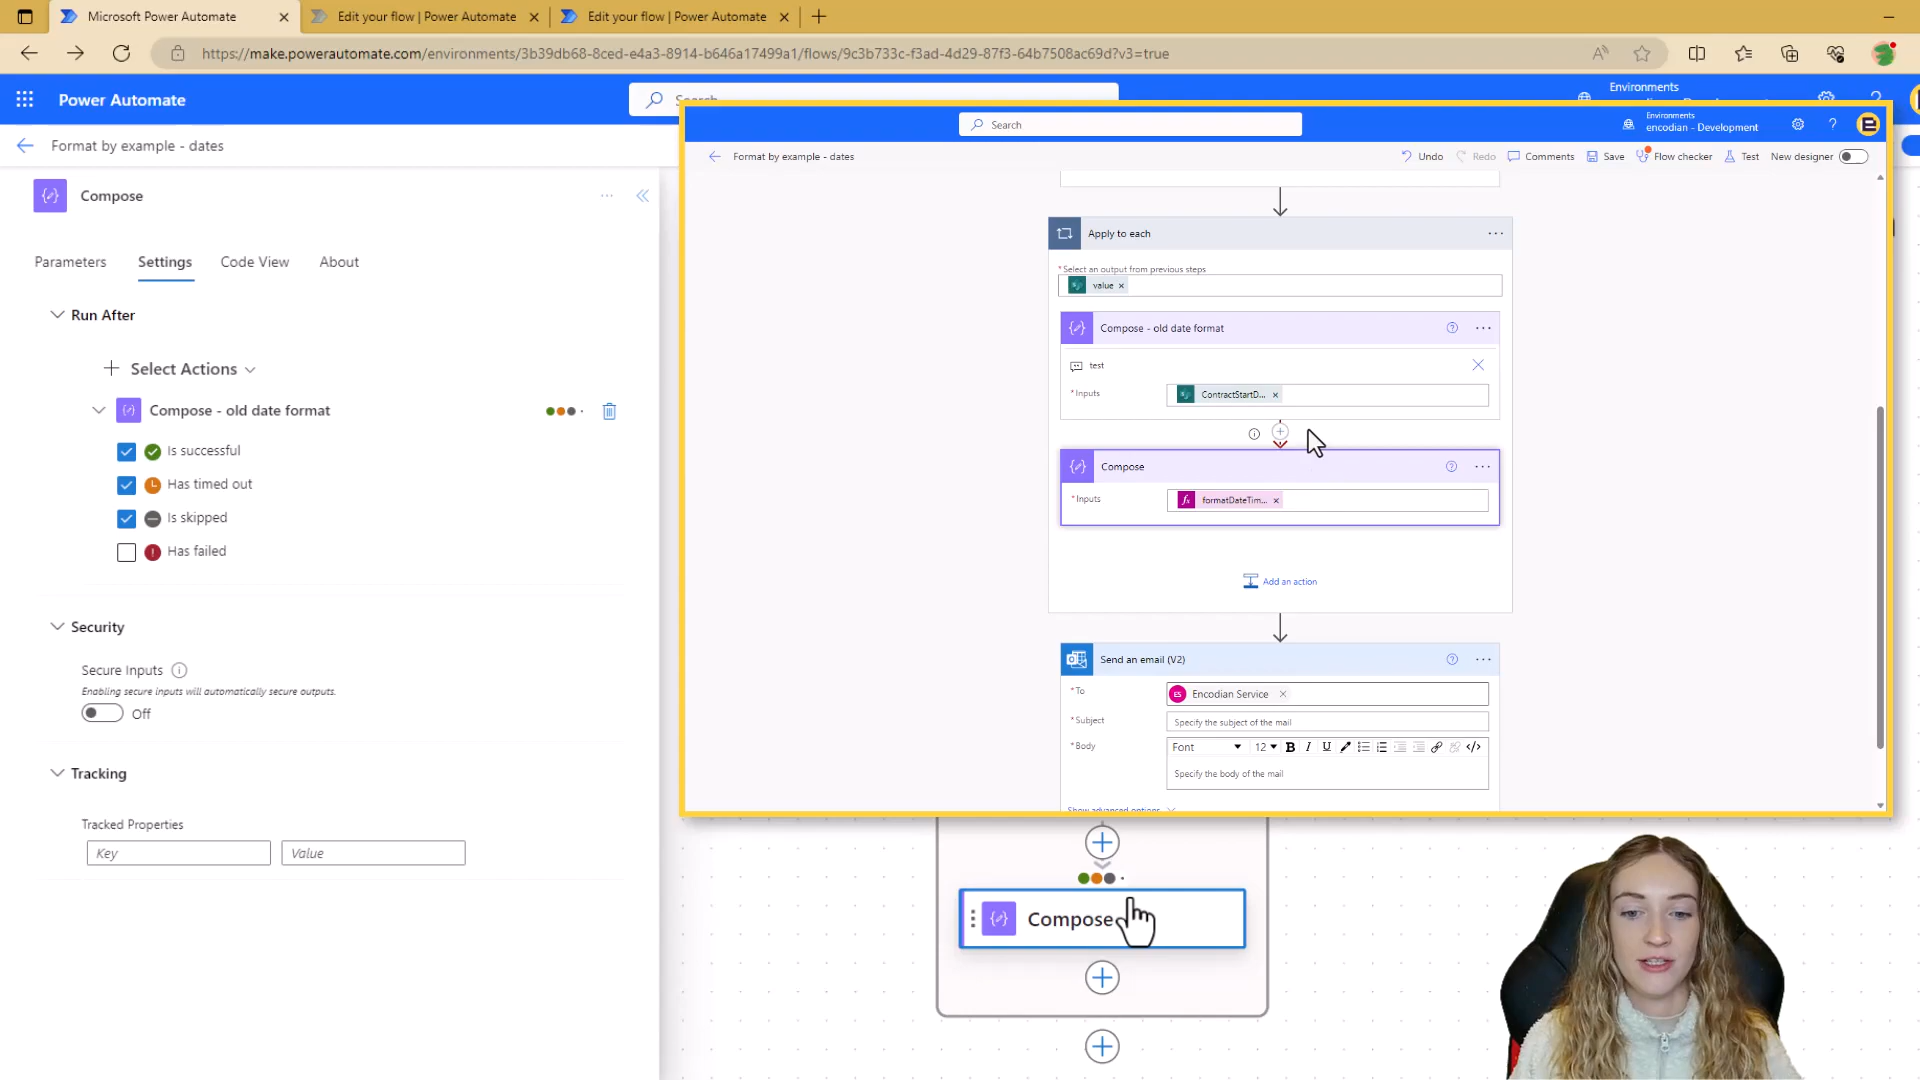 Microsoft Power Automate
Edit your flow | Power Automate
Edit your flow | Power Automate
https://make.powerautomate.com/environments/3b39db68-8ced-e4a3-8914-b646a17499a1/flows/9c3b733c-f3ad-4d29-87f3-64b7508ac69d?v3=true
Power Automate
Environments
Format by example - dates
Compose
Parameters
Settings
Code View
About
Run After
Select Actions
Compose - old date format
Is successful
Has timed out
Is skipped
Has failed
Security
Secure Inputs
Enabling secure inputs will automatically secure outputs.
Off
Tracking
Tracked Properties
Key
Value
Search
Environments
encodian - Development
Format by example - dates
Undo
Redo
Comments
Save
Flow checker
Test
New designer
Apply to each
* Select an output from previous steps
value
Compose - old date format
test
* Inputs
ContractStartD...
Compose
* Inputs
formatDateTim...
Add an action
Send an email (V2)
* To
ES Encodian Service
* Subject
Specify the subject of the mail
* Body
Font
12
Specify the body of the mail
Show advanced options
Compose